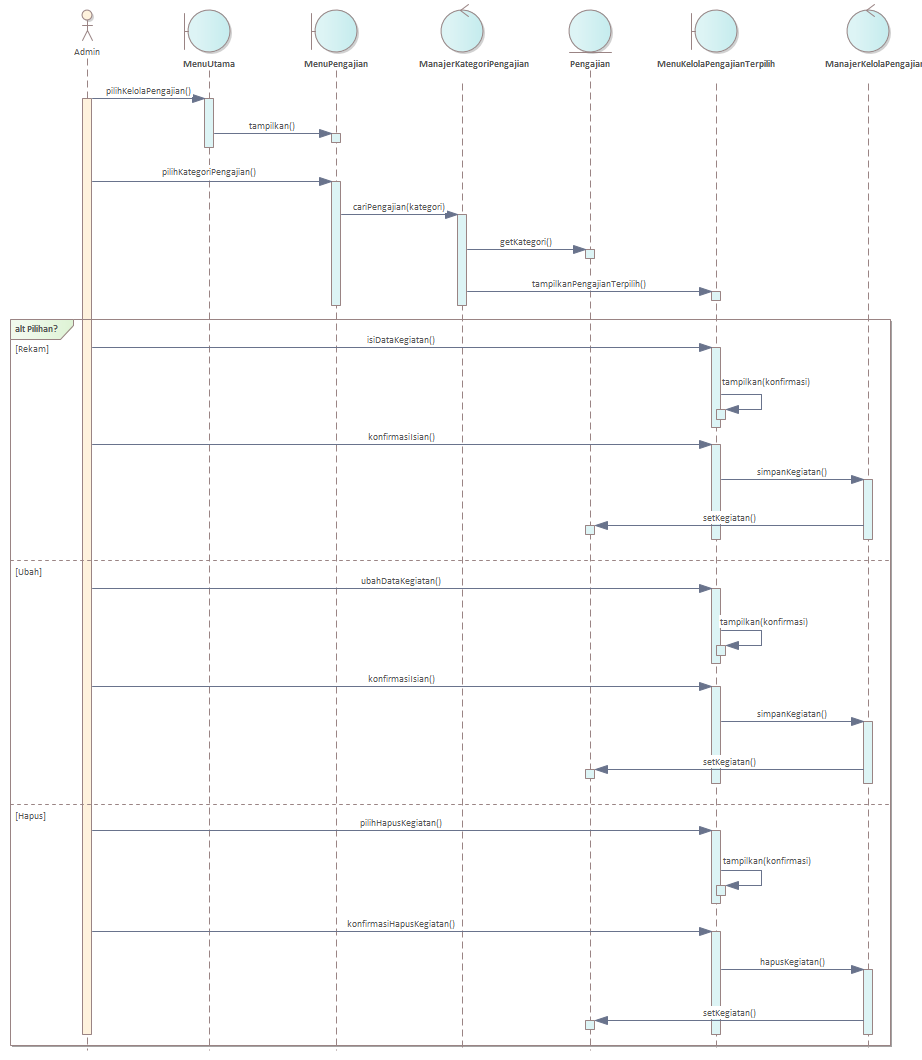 Admin
MenuUtama
MenuPengajian
ManajerKategoriPengajian
Pengajian
MenuKelolaPengajianTerpilih
ManajerKelolaPengajian
pilihKelolaPengajian()
tampilkan()
pilihKategoriPengajian()
cariPengajian(kategori)
getKategori()
tampilkanPengajianTerpilih()
alt Pilihan?
[Rekam]
isiDataKegiatan()
tampilkan(konfirmasi)
konfirmasiIsian()
simpanKegiatan()
setKegiatan()
[Ubah]
ubahDataKegiatan()
tampilkan(konfirmasi)
konfirmasiIsian()
simpanKegiatan()
setKegiatan()
[Hapus]
pilihHapusKegiatan()
tampilkan(konfirmasi)
konfirmasiHapusKegiatan()
hapusKegiatan()
setKegiatan()